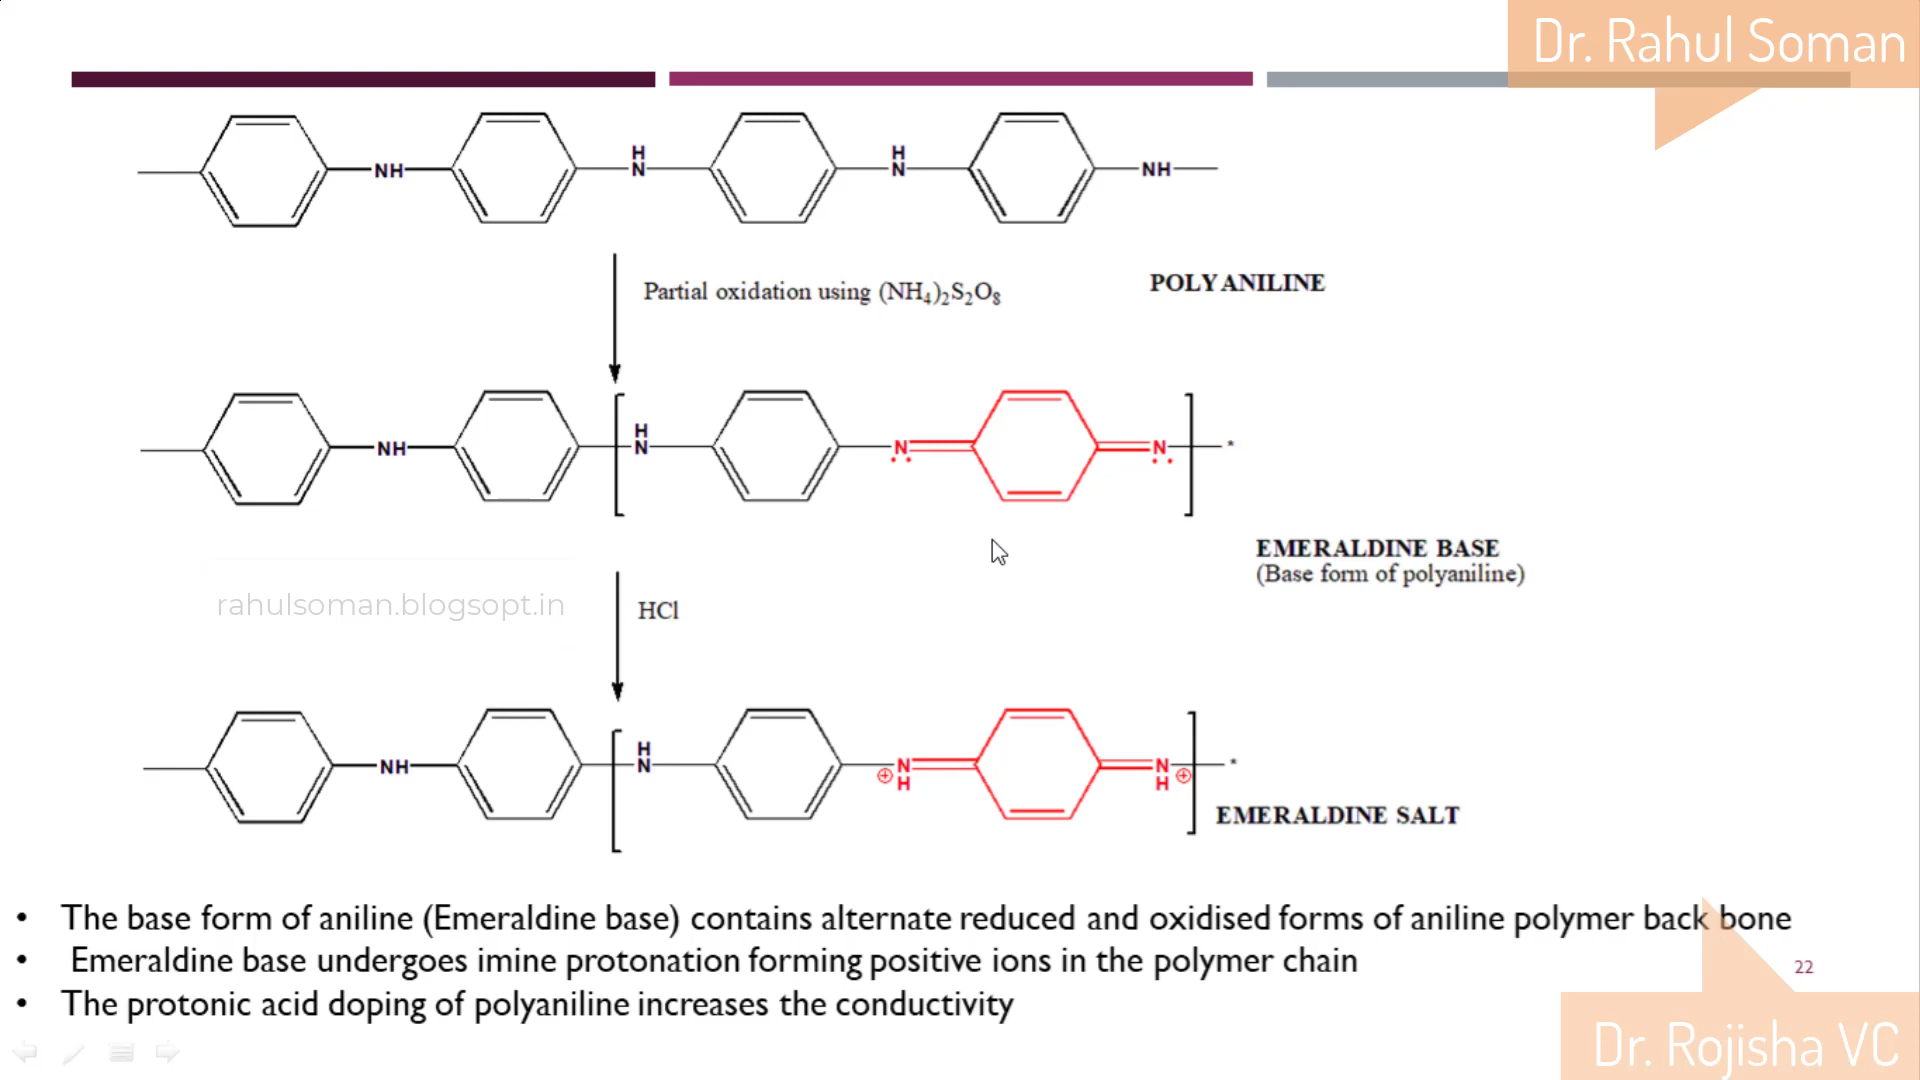 Dr. Rahul Soman
NH
H
N
H
N
NH
Partial oxidation using (NH4)2S2O8
POLYANILINE
NH
H
N
N
N
*
EMERALDINE BASE
(Base form of polyaniline)
rahulsoman.blogsopt.in
HCl
NH
H
N
⊕ N
H
N ⊕
H
*
EMERALDINE SALT
• The base form of aniline (Emeraldine base) contains alternate reduced and oxidised forms of aniline polymer back bone
• Emeraldine base undergoes imine protonation forming positive ions in the polymer chain
• The protonic acid doping of polyaniline increases the conductivity
22
Dr. Rojisha VC